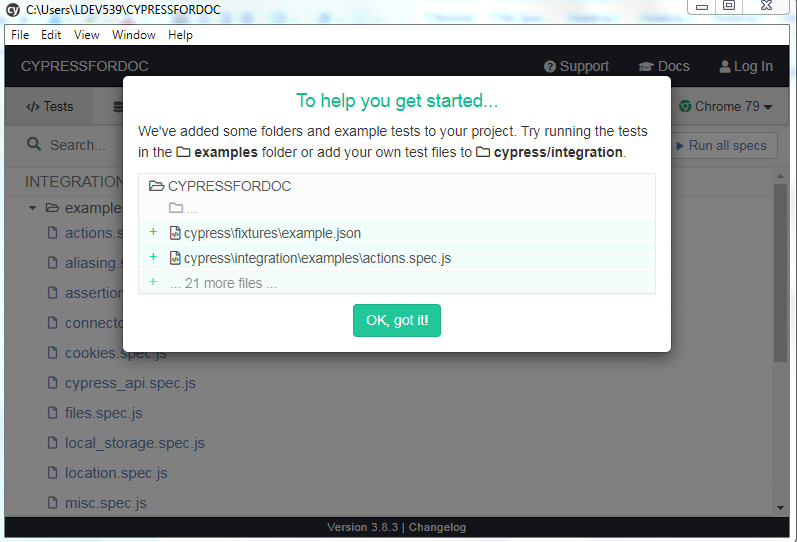 cy C:\Users\LDEV539\CYPRESSFORDOC
File Edit View Window Help
CYPRESSFORDOC Support Docs Log In
</> Tests Chrome 79
To help you get started...
We've added some folders and example tests to your project. Try running the tests
in the examples folder or add your own test files to cypress/integration.
Search... Run all specs
CYPRESSFORDOC
...
+ cypress\fixtures\example.json
+ cypress\integration\examples\actions.spec.js
+ ... 21 more files ...
OK, got it!
INTEGRATION
example
actions.s
aliasing.
assertion
connecto
cookies.spec.js
cypress_api.spec.js
files.spec.js
local_storage.spec.js
location.spec.js
misc.spec.js
Version 3.8.3 | Changelog